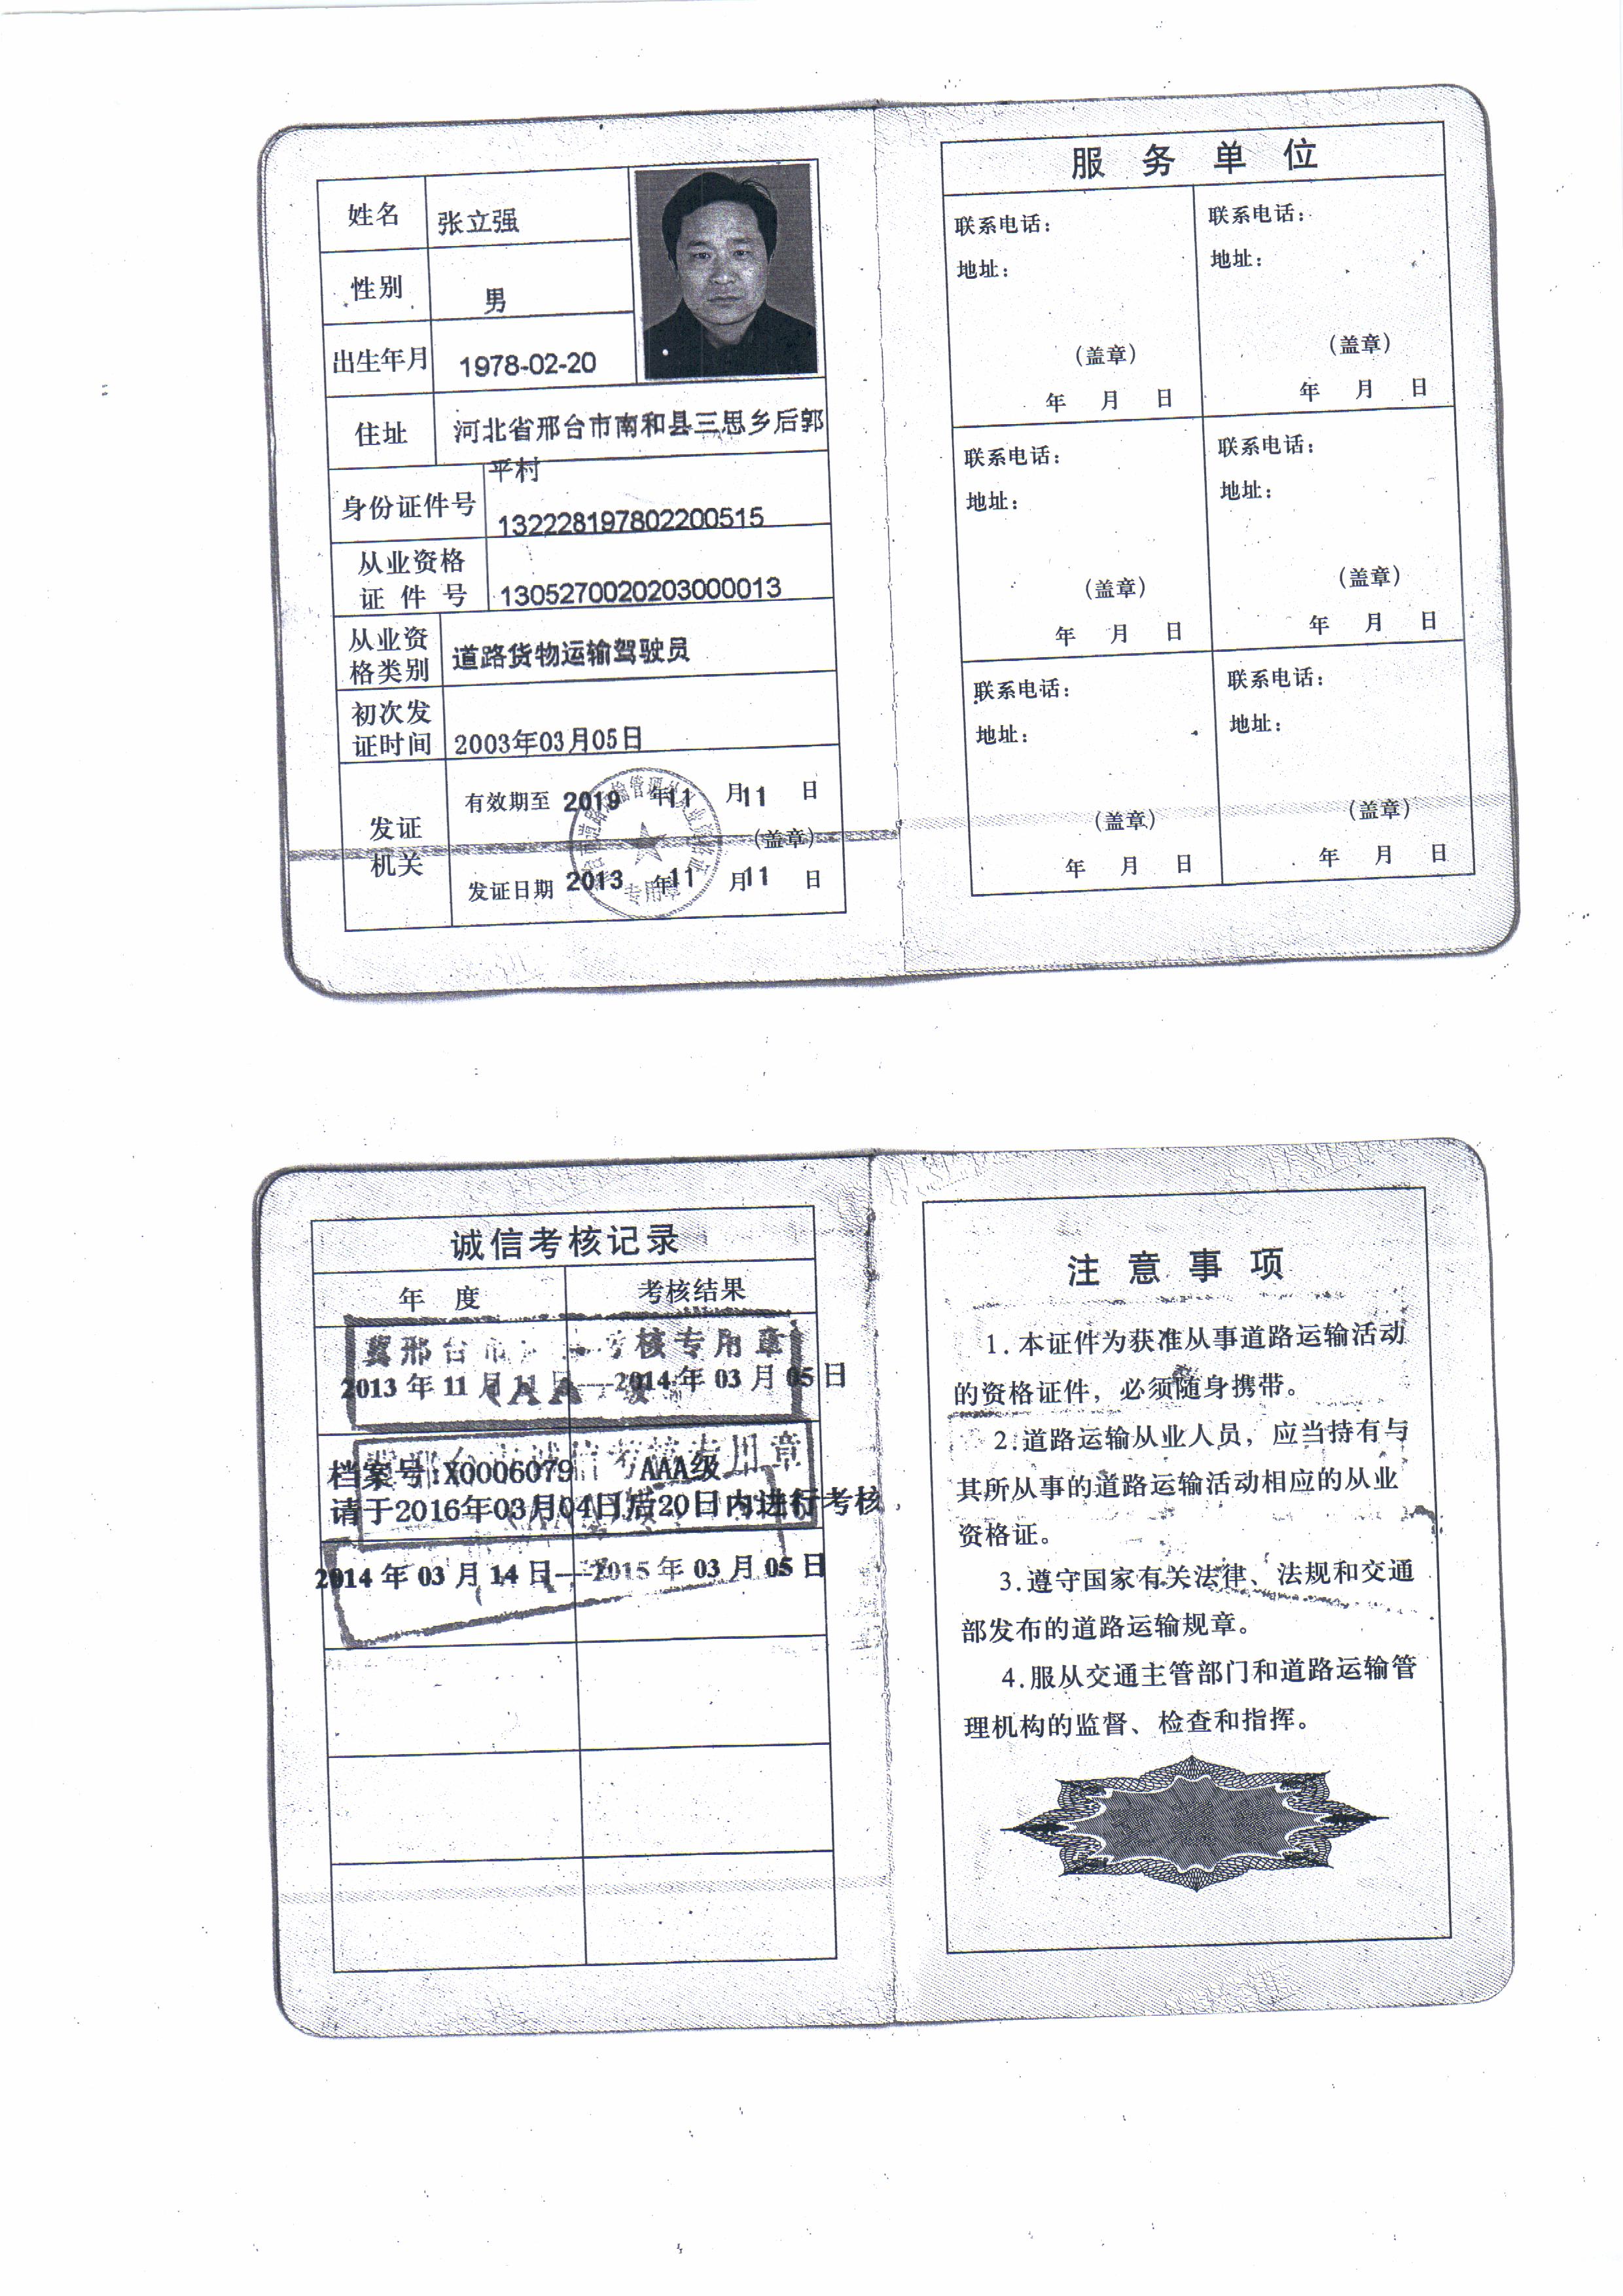 姓名 张立强
性别 男
出生年月 1978-02-20
住址 河北省邢台市南和县三思乡后郭
平村
身份证件号 132228197802200515
从业资格
证件号 1305270020203000013
从业资
格类别 道路货物运输驾驶员
初次发
证时间 2003年03月05日
发证
机关
有效期至 2019 年11 月11 日
(盖章)
发证日期 2013 年11 月11 日
专用章
服务单位
联系电话: 联系电话:
地址: 地址:
(盖章) (盖章)
年 月 日 年 月 日
联系电话: 联系电话:
地址: 地址:
(盖章) (盖章)
年 月 日 年 月 日
联系电话: 联系电话:
地址: 地址:
(盖章) (盖章)
年 月 日 年 月 日
诚信考核记录
年 度 考核结果
冀邢台市 考核专用章
2013 年 11 月 11 日—2014 年 03 月 05 日
档案号:X0006079 AAA级
请于2016年03月04日后20日内进行考核
2014 年 03 月 14 日—2015 年 03 月 05 日
注意事项
1.本证件为获准从事道路运输活动
的资格证件，必须随身携带。
2.道路运输从业人员，应当持有与
其所从事的道路运输活动相应的从业
资格证。
3.遵守国家有关法律、法规和交通
部发布的道路运输规章。
4.服从交通主管部门和道路运输管
理机构的监督、检查和指挥。